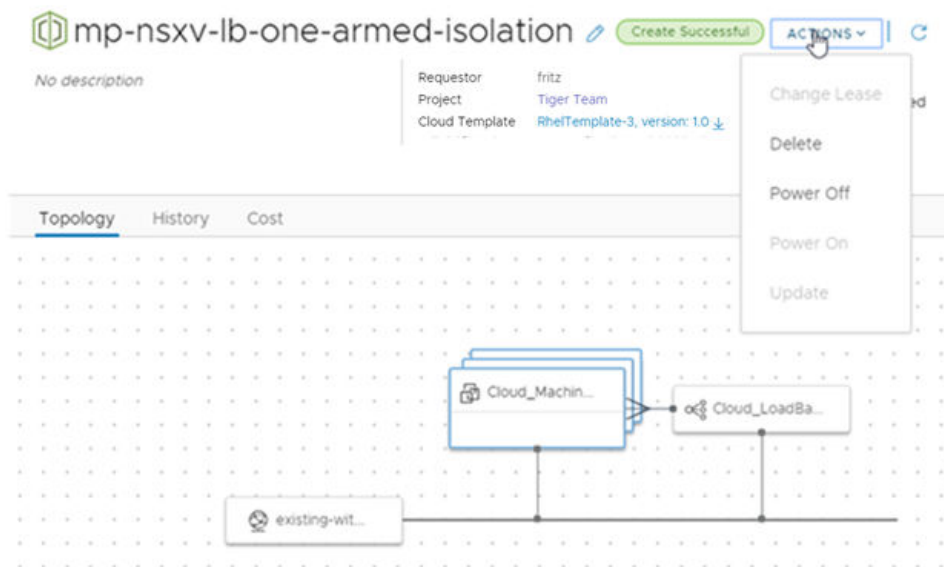 mp-nsxv-lb-one-armed-isolation
Create Successful
ACTIONS
No description
Requestor fritz
Project Tiger Team
Cloud Template RhelTemplate-3, version: 1.0
Change Lease
Delete
Power Off
Power On
Update
Topology History Cost
Cloud_Machin...
Cloud_LoadBa...
existing-wit...